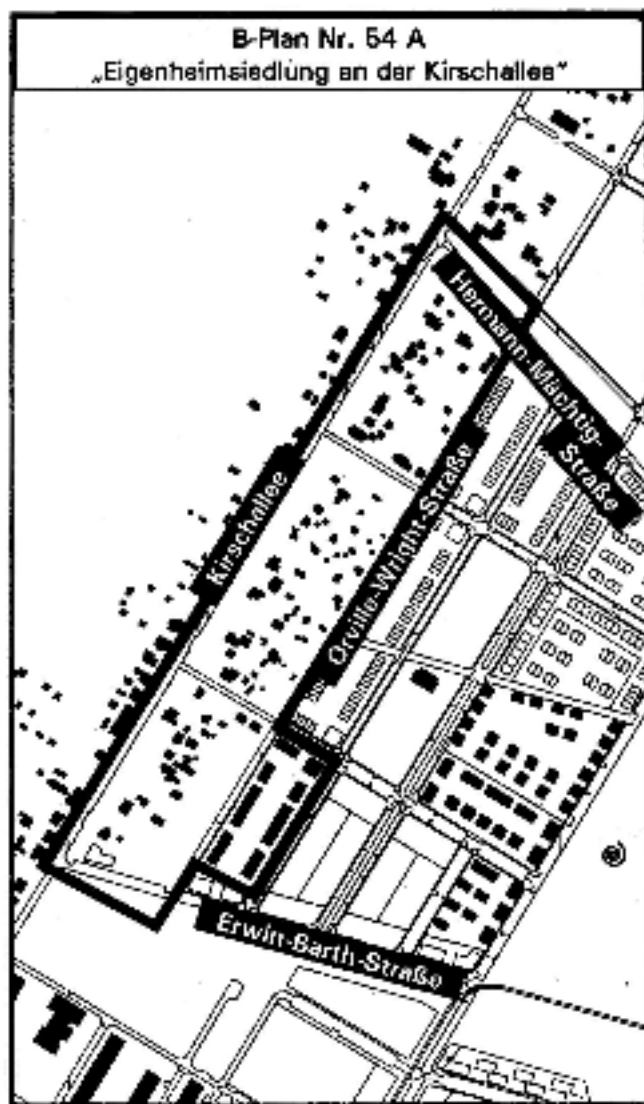 B-Plan Nr. 54 A
„Eigenheimsiedlung an der Kirschallee“
Hermann-Mächtig-
Straße
Kirschallee
Orville-Wright-Straße
Erwin-Barth-Straße